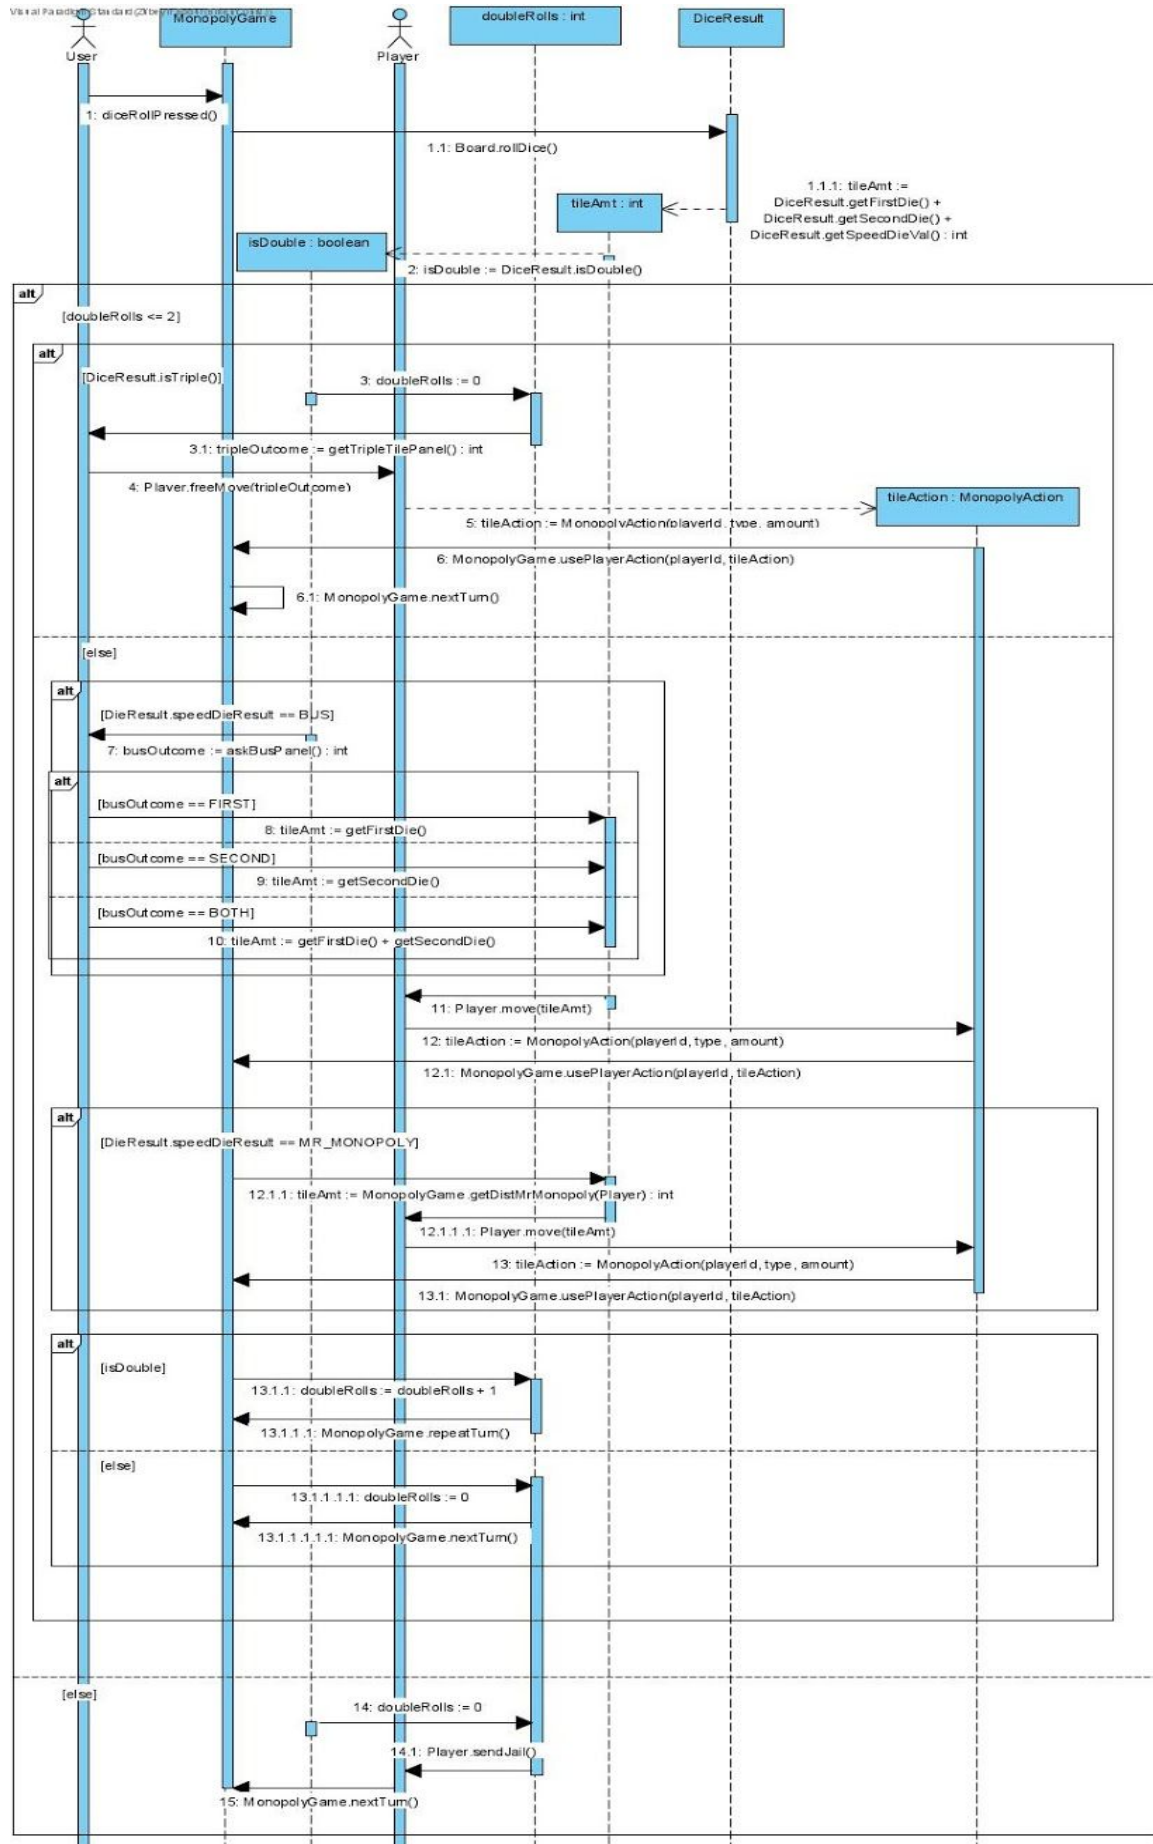 Visual Paradigm Standard
User
MonopolyGame
Player
doubleRolls : int
DiceResult
1: diceRollPressed()
1.1: Board.rollDice()
1.1.1: tileAmt :=
DiceResult.getFirstDie() +
DiceResult.getSecondDie() +
DiceResult.getSpeedDieVal() : int
tileAmt : int
isDouble : boolean
2: isDouble := DiceResult.isDouble()
alt
[doubleRolls <= 2]
alt
[DiceResult.isTriple()]
3: doubleRolls := 0
3.1: tripleOutcome := getTripleTilePanel() : int
4: Player.freeMove(tripleOutcome)
tileAction : MonopolyAction
5: tileAction := MonopolyAction(playerId, type, amount)
6: MonopolyGame.usePlayerAction(playerId, tileAction)
6.1: MonopolyGame.nextTurn()
[else]
alt
[DieResult.speedDieResult == BUS]
7: busOutcome := askBusPanel() : int
alt
[busOutcome == FIRST]
8: tileAmt := getFirstDie()
[busOutcome == SECOND]
9: tileAmt := getSecondDie()
[busOutcome == BOTH]
10: tileAmt := getFirstDie() + getSecondDie()
11: Player.move(tileAmt)
12: tileAction := MonopolyAction(playerId, type, amount)
12.1: MonopolyGame.usePlayerAction(playerId, tileAction)
alt
[DieResult.speedDieResult == MR_MONOPOLY]
12.1.1: tileAmt := MonopolyGame.getDistMrMonopoly(Player) : int
12.1.1.1: Player.move(tileAmt)
13: tileAction := MonopolyAction(playerId, type, amount)
13.1: MonopolyGame.usePlayerAction(playerId, tileAction)
alt
[isDouble]
13.1.1: doubleRolls := doubleRolls + 1
13.1.1.1: MonopolyGame.repeatTurn()
[else]
13.1.1.1.1: doubleRolls := 0
13.1.1.1.1.1: MonopolyGame.nextTurn()
[else]
14: doubleRolls := 0
14.1: Player.sendJail()
15: MonopolyGame.nextTurn()